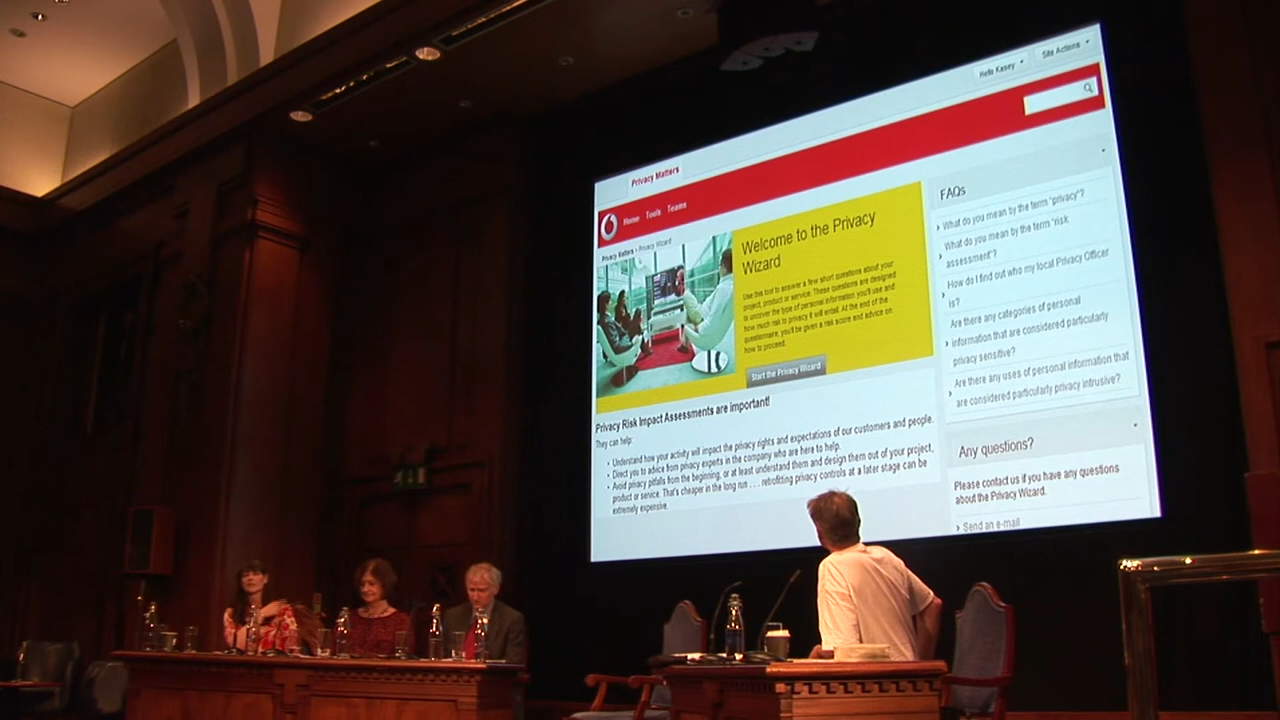 Hello Kasey
Site Actions
Privacy Matters
Home Tools Teams
Privacy Matters › Privacy Wizard
Welcome to the Privacy
Wizard
Use this tool to answer a few short questions about your
project, product or service. These questions are designed
to uncover the type of personal information you'll use and
how much risk to privacy it will entail. At the end of the
questionnaire, you'll be given a risk score and advice on
how to proceed.
Start the Privacy Wizard
Privacy Risk Impact Assessments are important!
They can help:
• Understand how your activity will impact the privacy rights and expectations of our customers and people.
• Direct you to advice from privacy experts in the company who are here to help.
• Avoid privacy pitfalls from the beginning, or at least understand them and design them out of your project,
product or service. That's cheaper in the long run . . . retrofitting privacy controls at a later stage can be
extremely expensive.
FAQs
› What do you mean by the term "privacy"?
› What do you mean by the term "risk
assessment"?
› How do I find out who my local Privacy Officer
is?
› Are there any categories of personal
information that are considered particularly
privacy sensitive?
› Are there any uses of personal information that
are considered particularly privacy intrusive?
Any questions?
Please contact us if you have any questions
about the Privacy Wizard.
› Send an e-mail